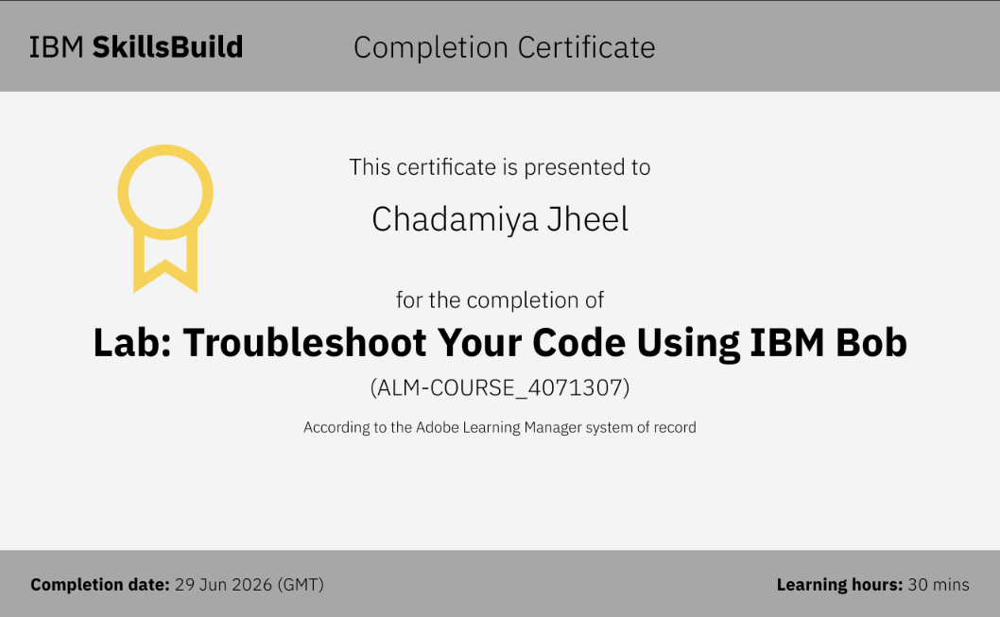 IBM SkillsBuild
Completion Certificate
This certificate is presented to
Chadamiya Jheel
for the completion of
Lab: Troubleshoot Your Code Using IBM Bob
(ALM-COURSE_4071307)
According to the Adobe Learning Manager system of record
Completion date: 29 Jun 2026 (GMT)
Learning hours: 30 mins